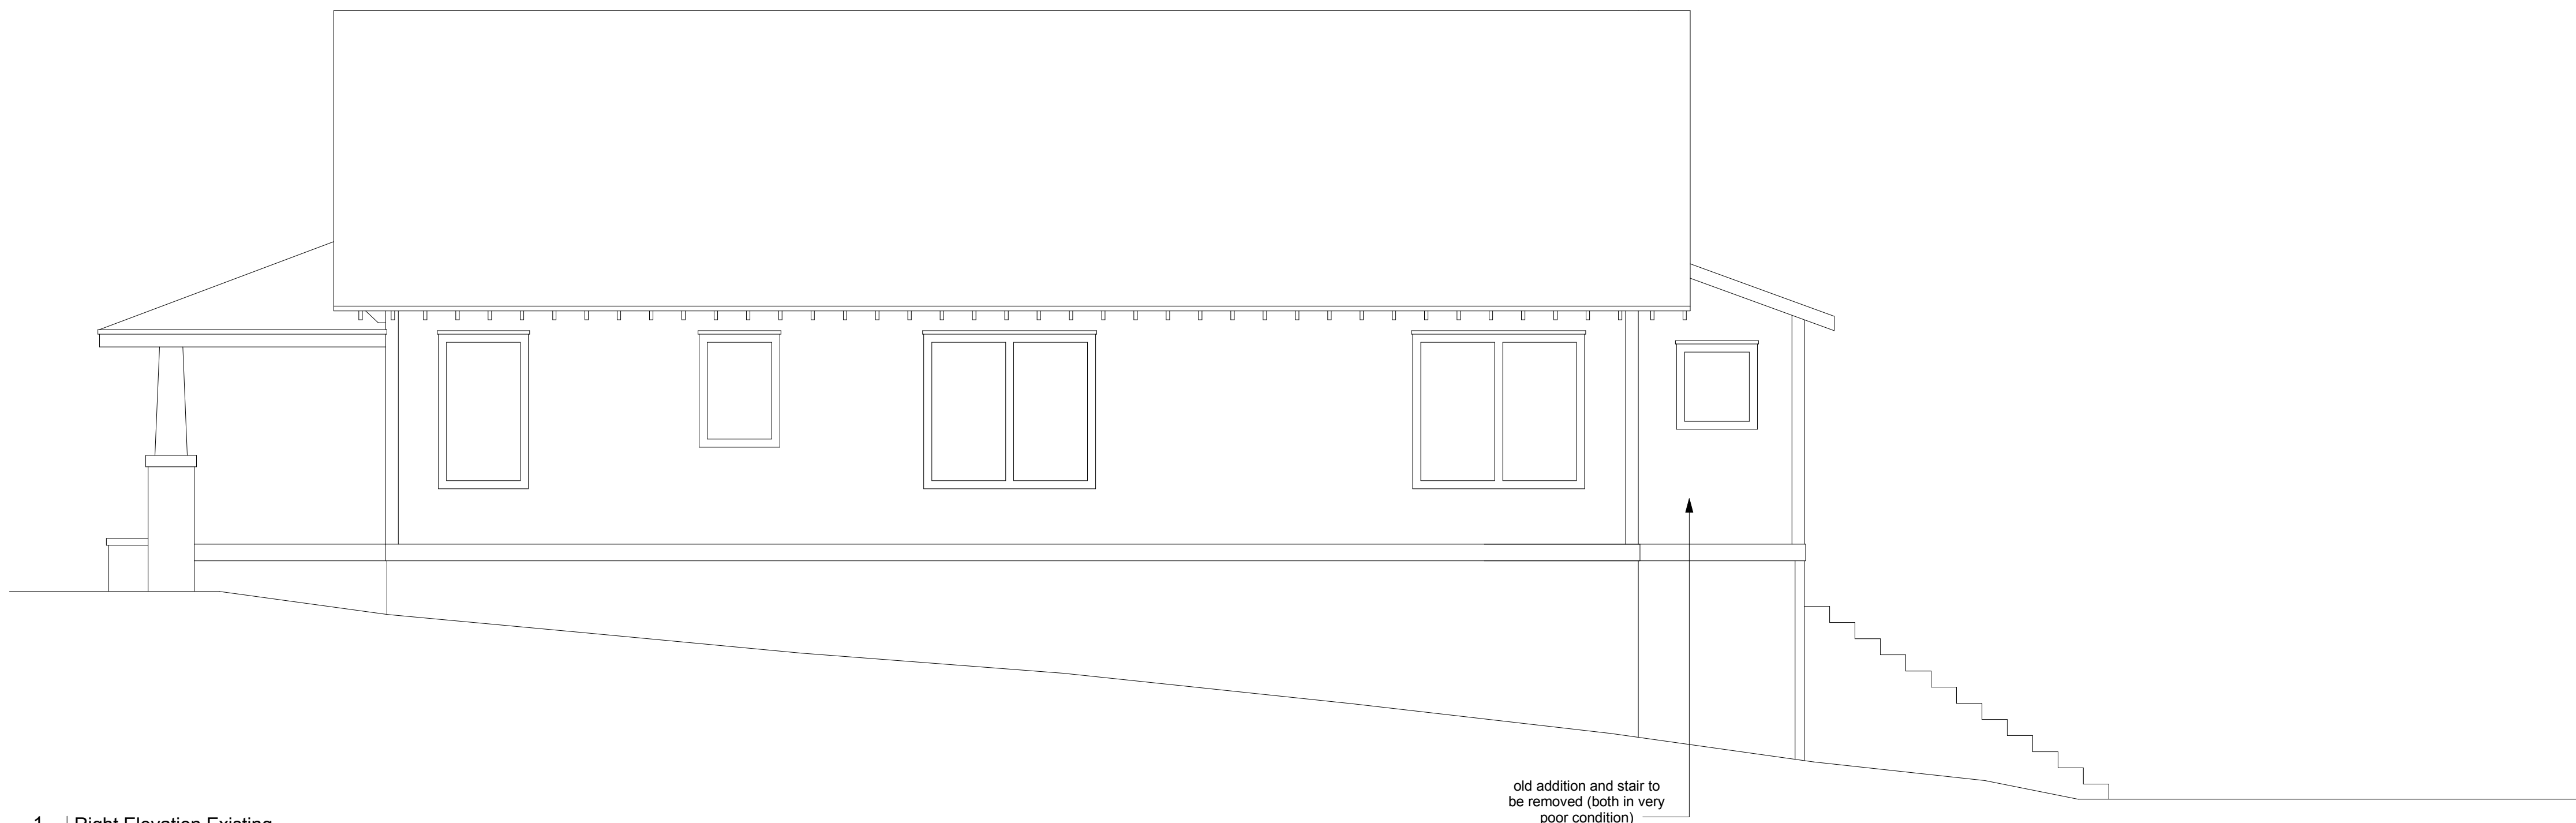 old addition and stair to
be removed (both in very
poor condition)
1 Right Elevation Existing